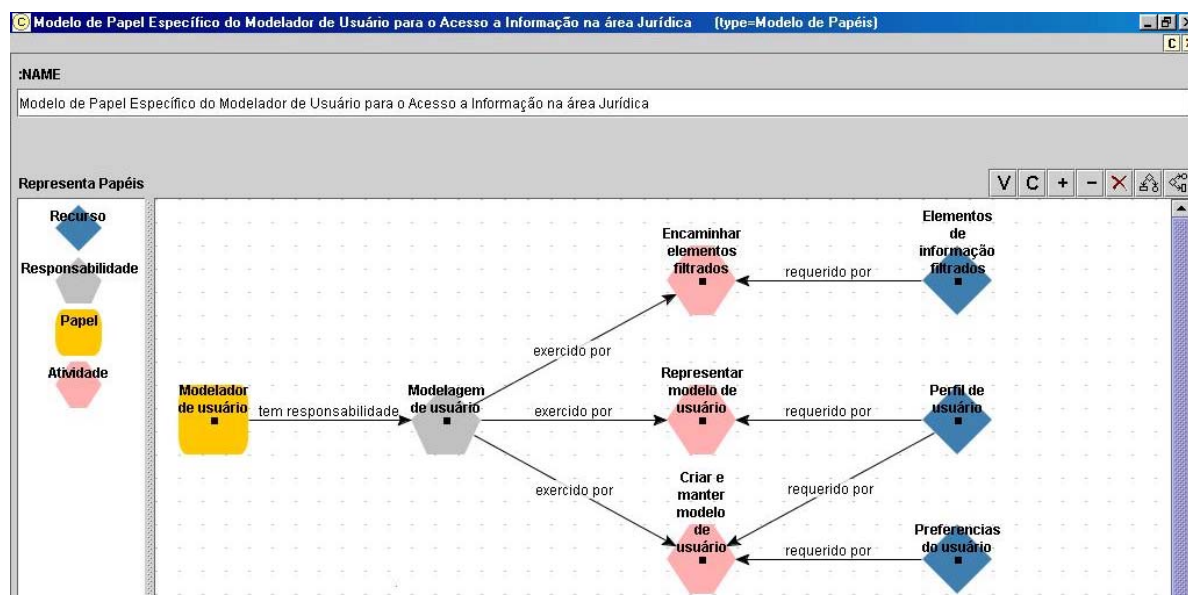 Modelo de Papel Específico do Modelador de Usuário para o Acesso a Informação na área Jurídica (type=Modelo de Papéis)
C
:NAME
Modelo de Papel Específico do Modelador de Usuário para o Acesso a Informação na área Jurídica
Representa Papéis
V C + -
Recurso
Responsabilidade
Papel
Atividade
Encaminhar
elementos
filtrados
requerido por
Elementos
de
informação
filtrados
exercido por
Modelador
de usuário
tem responsabilidade
Modelagem
de usuário
exercido por
Representar
modelo de
usuário
requerido por
Perfil de
usuário
exercido por
Criar e
manter
modelo
de
usuário
requerido por
requerido por
Preferencias
do usuário